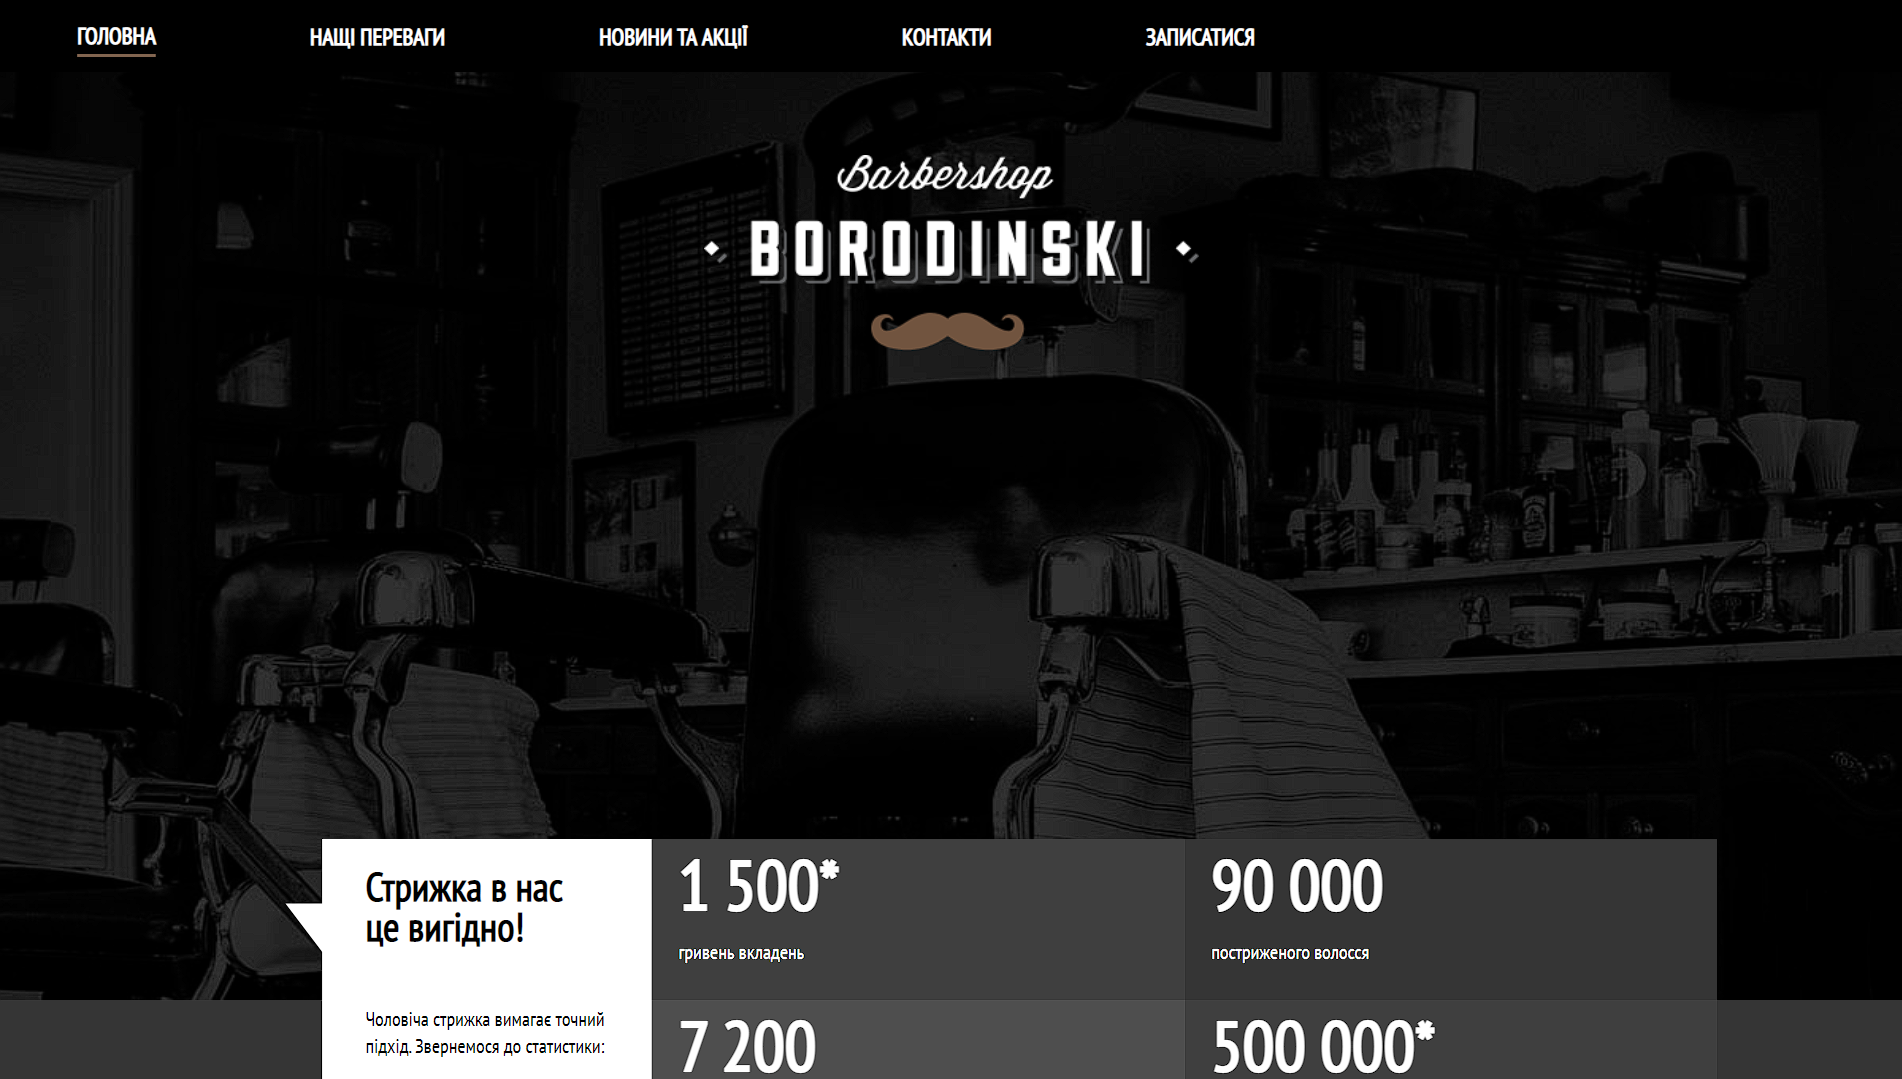 ГОЛОВНА
НАЩІ ПЕРЕВАГИ
НОВИНИ ТА АКЦІЇ
КОНТАКТИ
ЗАПИСАТИСЯ
Barbershop
BORODINSKI
Стрижка в нас
це вигідно!
Чоловіча стрижка вимагає точний
підхід. Звернемося до статистики:
1 500*
гривень вкладень
90 000
постриженого волосся
7 200
500 000*